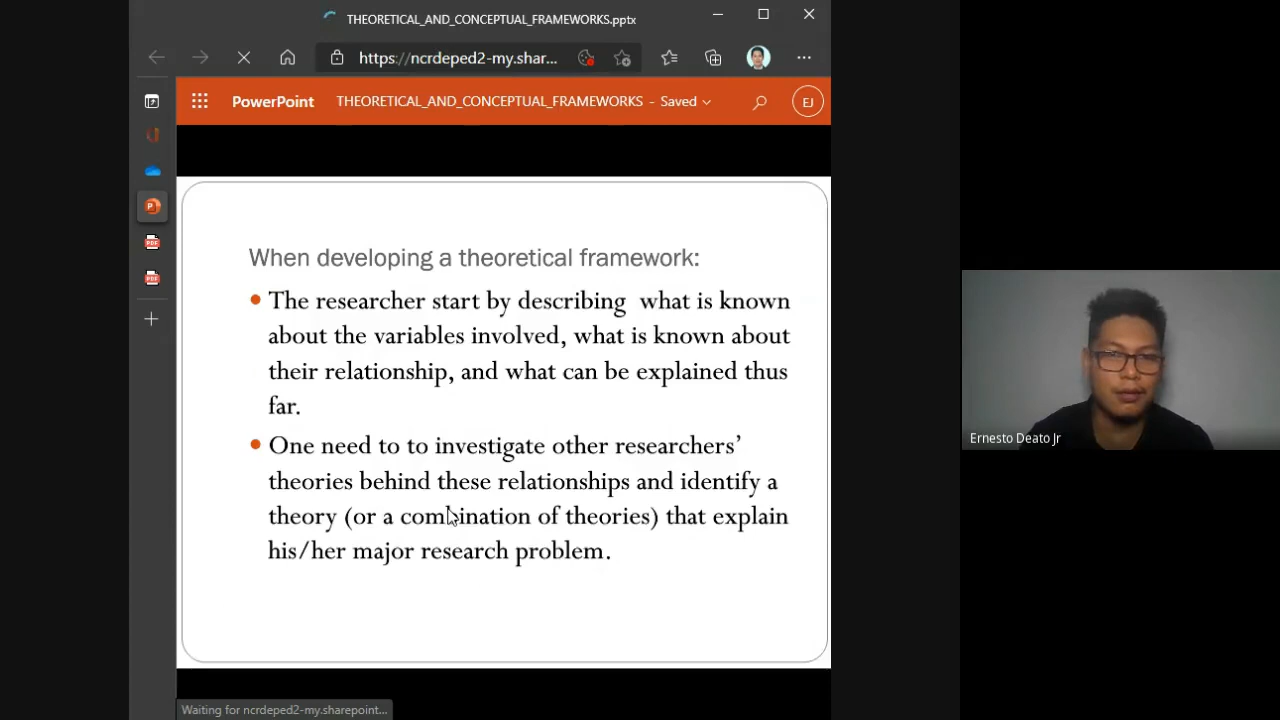 THEORETICAL_AND_CONCEPTUAL_FRAMEWORKS.pptx
https://ncrdeped2-my.shar...
PowerPoint THEORETICAL_AND_CONCEPTUAL_FRAMEWORKS - Saved
EJ
When developing a theoretical framework:
The researcher start by describing what is known
about the variables involved, what is known about
their relationship, and what can be explained thus
far.
One need to to investigate other researchers'
theories behind these relationships and identify a
theory (or a combination of theories) that explain
his/her major research problem.
Waiting for ncrdeped2-my.sharepoint...
Ernesto Deato Jr
P
PDF
PDF